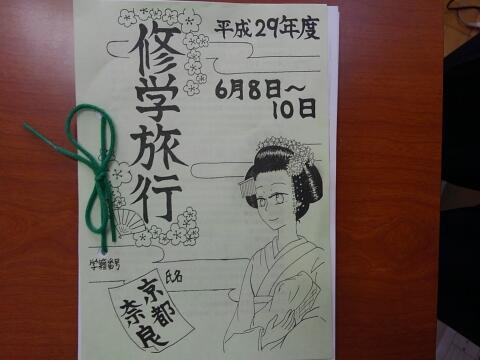 平成29年度
修学旅行
6月8日～
10日
学籍番号
氏名
京都
奈良